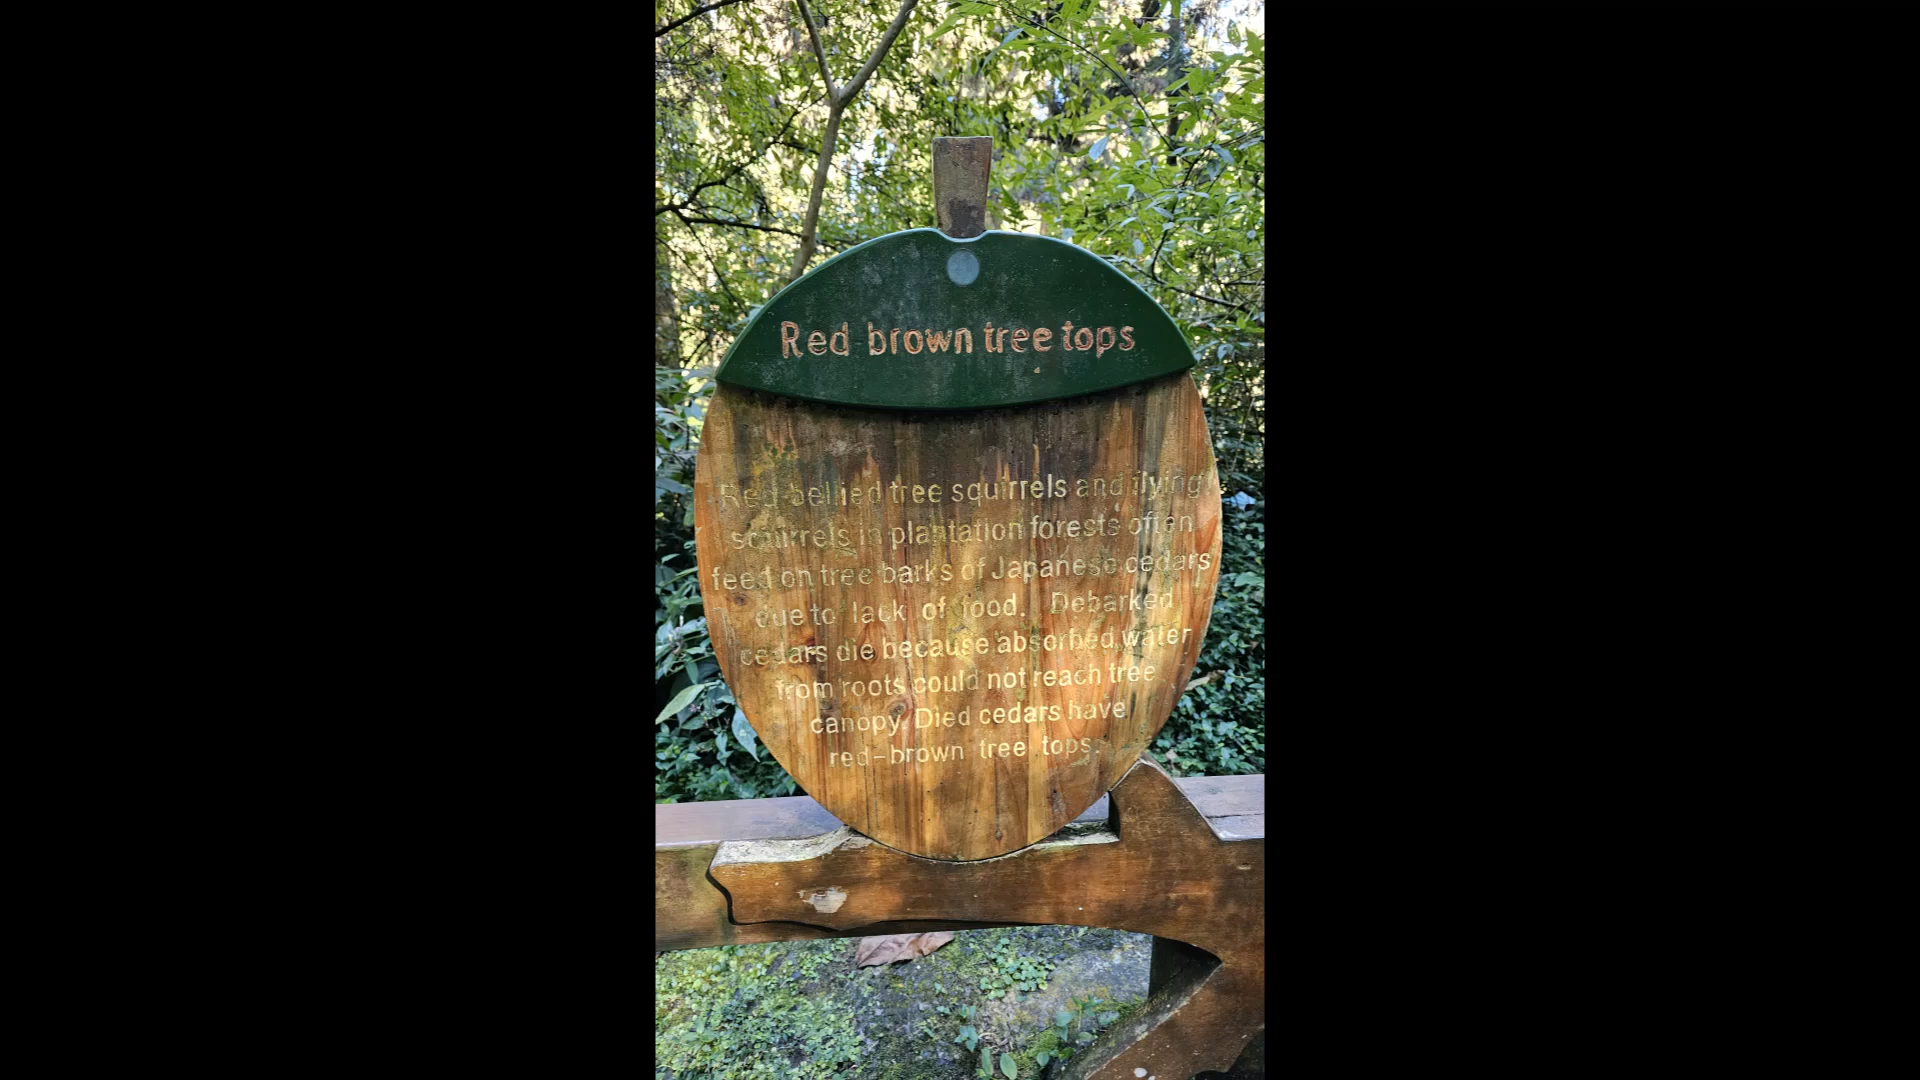 Red brown tree tops
Red-bellied tree squirrels and flying
squirrels in plantation forests often
feed on tree barks of Japanese cedars
due to lack of food. Debarked
cedars die because absorbed water
from roots could not reach tree
canopy. Died cedars have
red-brown tree tops.